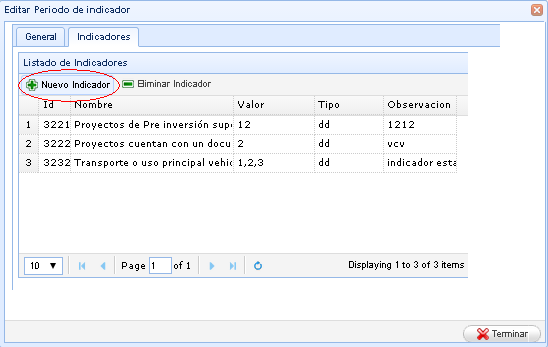 Editar Periodo de indicador
General Indicadores
Listado de Indicadores
Nuevo Indicador Eliminar Indicador
Id Nombre Valor Tipo Observacion
1 3221 Proyectos de Pre inversión sup 12 dd 1212
2 3222 Proyectos cuentan con un docu 2 dd vcv
3 3232 Transporte o uso principal vehic 1,2,3 dd indicador esta
10 Page 1 of 1 Displaying 1 to 3 of 3 items
Terminar